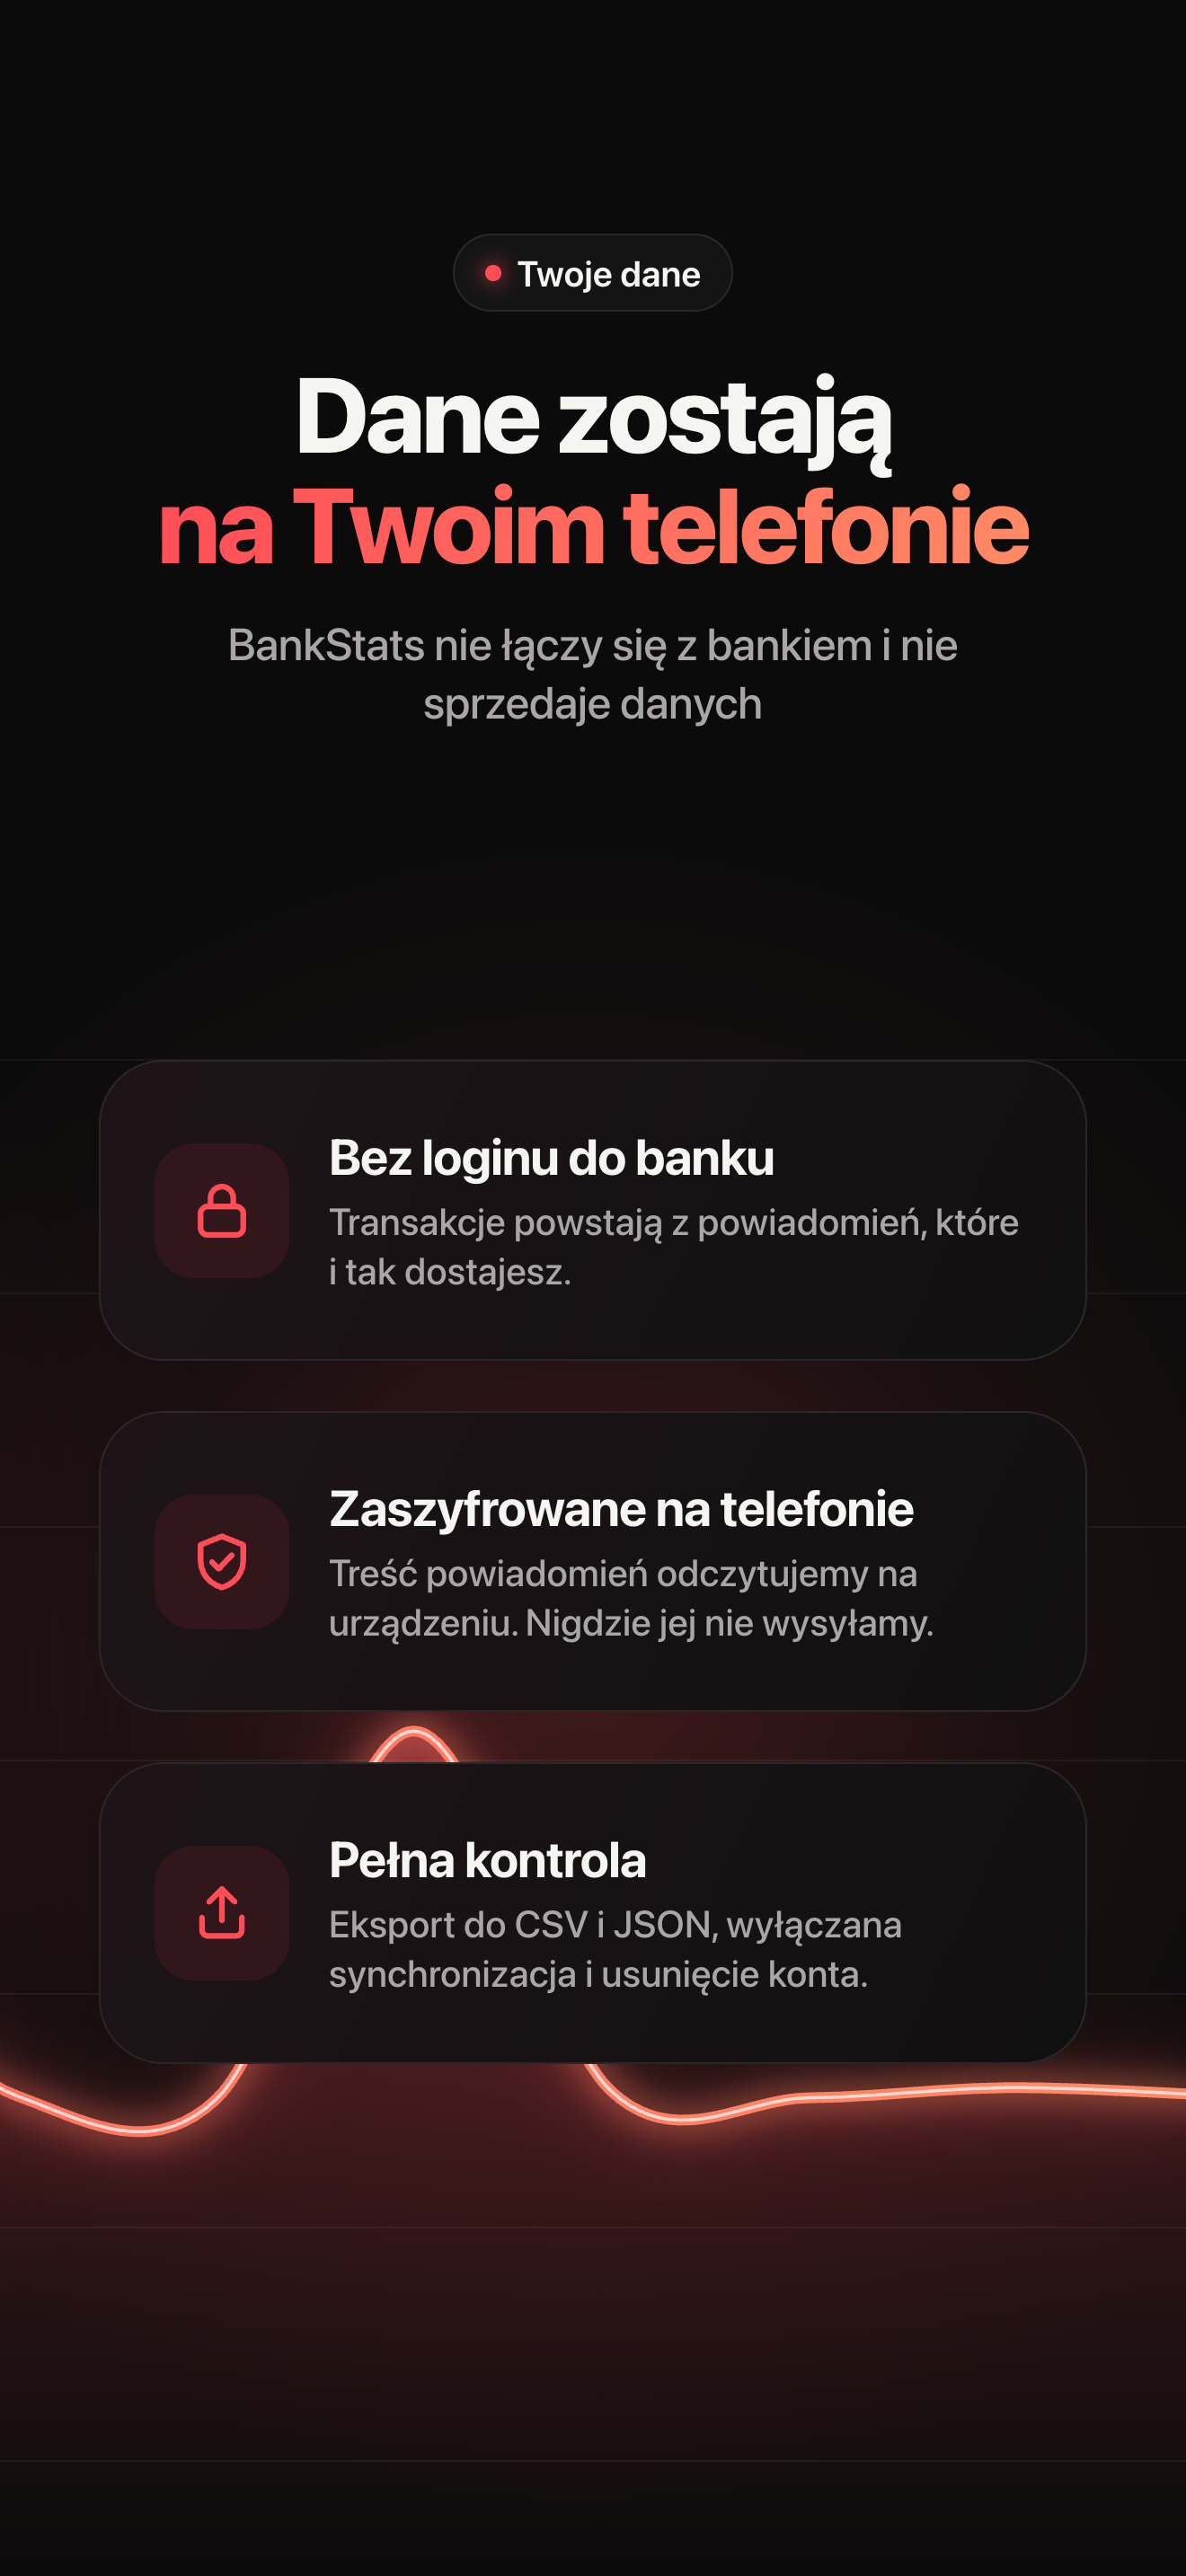 Twoje dane
Dane zostają
na Twoim telefonie
BankStats nie łączy się z bankiem i nie
sprzedaje danych
Bez loginu do banku
Transakcje powstają z powiadomień, które
i tak dostajesz.
Zaszyfrowane na telefonie
Treść powiadomień odczytujemy na
urządzeniu. Nigdzie jej nie wysyłamy.
Pełna kontrola
Eksport do CSV i JSON, wyłączana
synchronizacja i usunięcie konta.